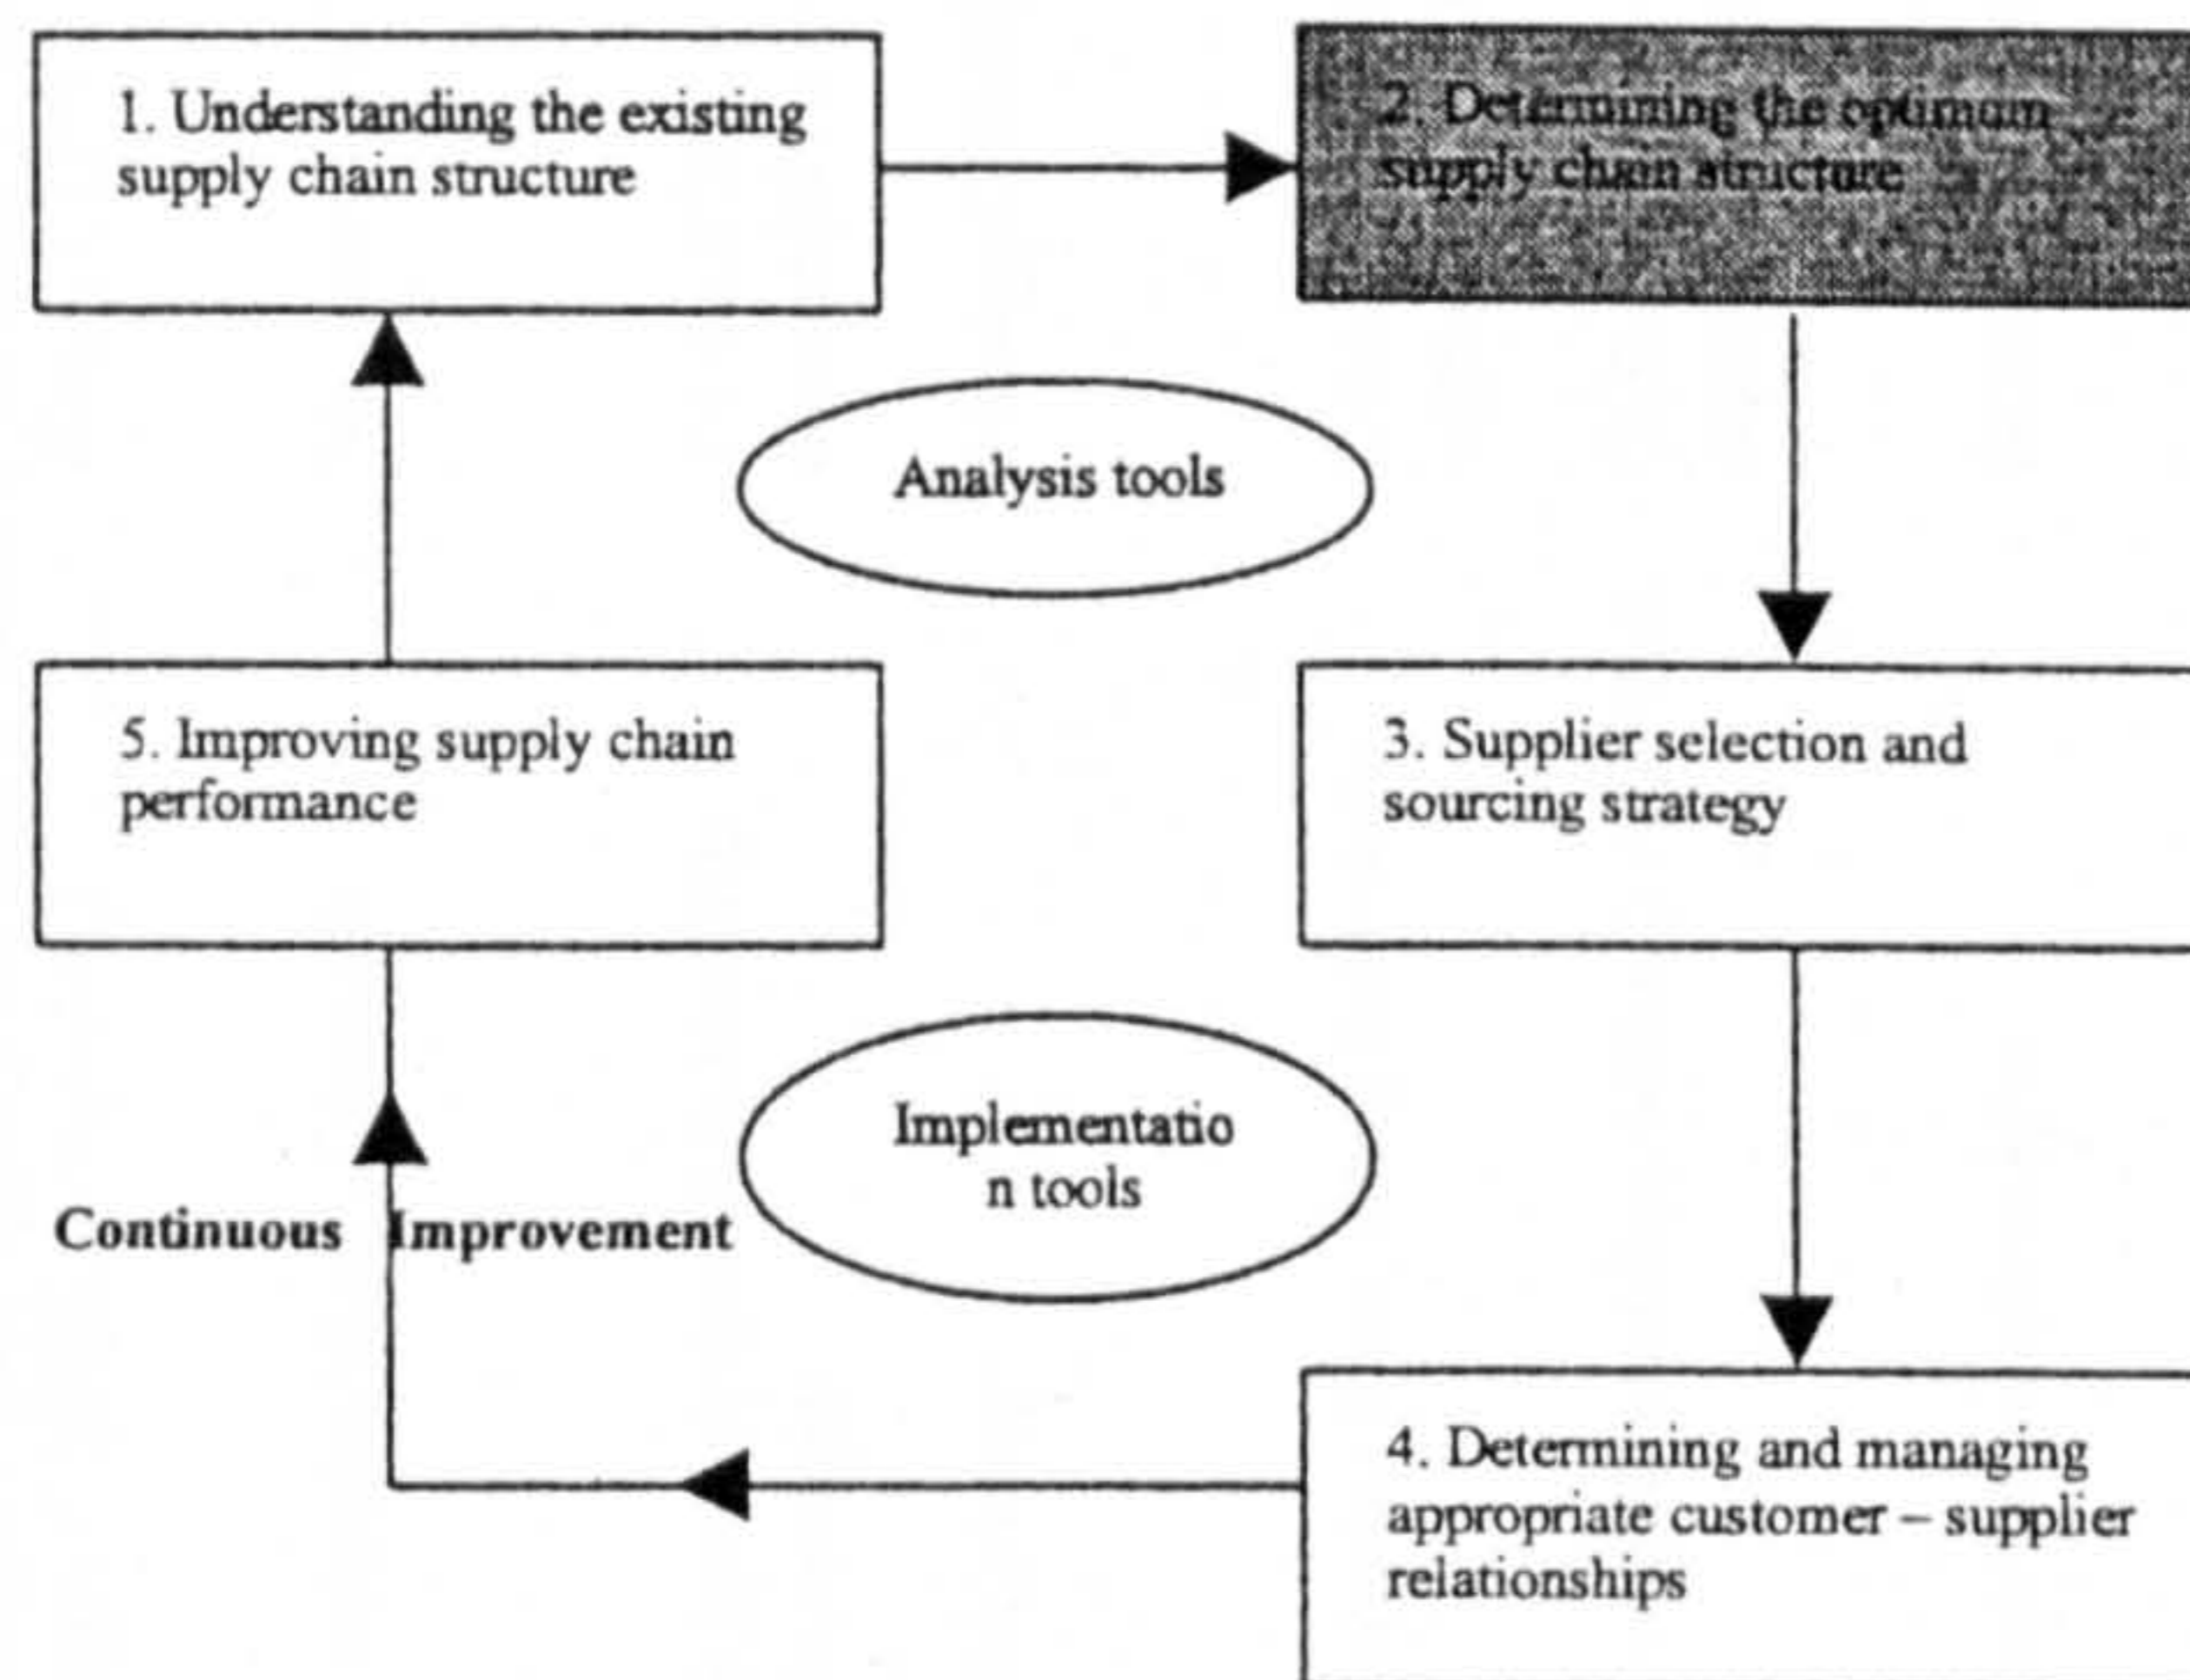 1. Understanding the existing
supply chain structure
2. Determining the optimum
supply chain structure
Analysis tools
5. Improving supply chain
performance
3. Supplier selection and
sourcing strategy
Implementatio
n tools
Continuous Improvement
4. Determining and managing
appropriate customer – supplier
relationships